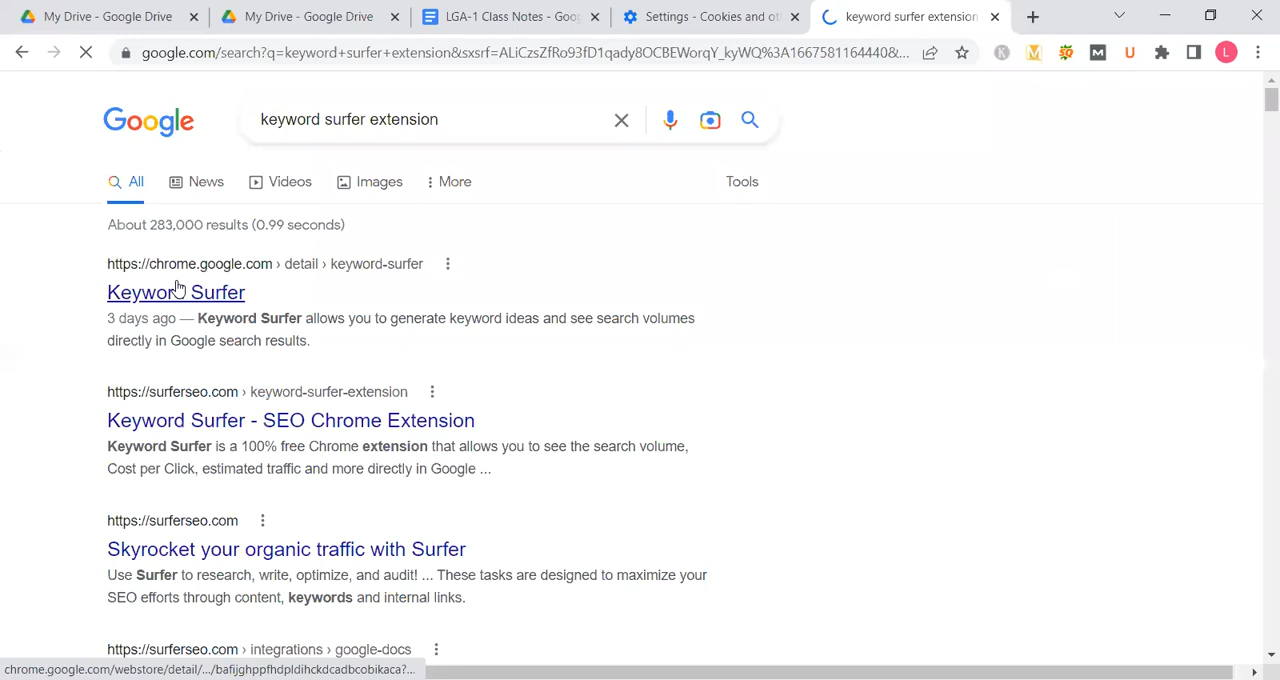 My Drive - Google Drive
My Drive - Google Drive
LGA-1 Class Notes - Goo
Settings - Cookies and ot
keyword surfer extension
google.com/search?q=keyword+surfer+extension&sxsrf=ALiCzsZfRo93fD1qady8OCBEWorqY_kyWQ%3A1667581164440&...
L
Google
keyword surfer extension
All
News
Videos
Images
More
Tools
About 283,000 results (0.99 seconds)
https://chrome.google.com › detail › keyword-surfer
Keyword Surfer
3 days ago — Keyword Surfer allows you to generate keyword ideas and see search volumes
directly in Google search results.
https://surferseo.com › keyword-surfer-extension
Keyword Surfer - SEO Chrome Extension
Keyword Surfer is a 100% free Chrome extension that allows you to see the search volume,
Cost per Click, estimated traffic and more directly in Google ...
https://surferseo.com
Skyrocket your organic traffic with Surfer
Use Surfer to research, write, optimize, and audit! ... These tasks are designed to maximize your
SEO efforts through content, keywords and internal links.
https://surferseo.com › integrations › google-docs
chrome.google.com/webstore/detail/.../bafijghppfhdpldihckdcadbcobikaca?...